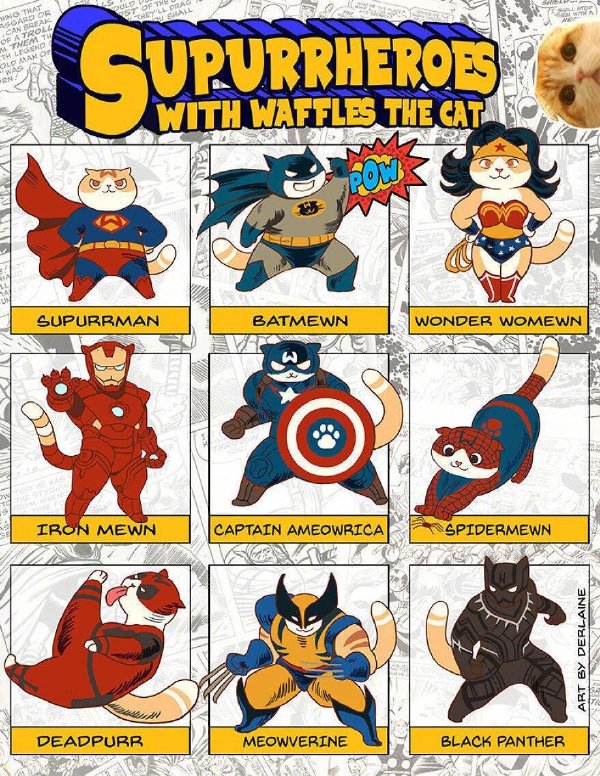 SUPURRHEROES
WITH WAFFLES THE CAT
POW
SUPURRMAN
BATMEWN
WONDER WOMEWN
IRON MEWN
CAPTAIN AMEOWRICA
SPIDERMEWN
DEADPURR
MEOWVERINE
BLACK PANTHER
ART BY DERLAINE